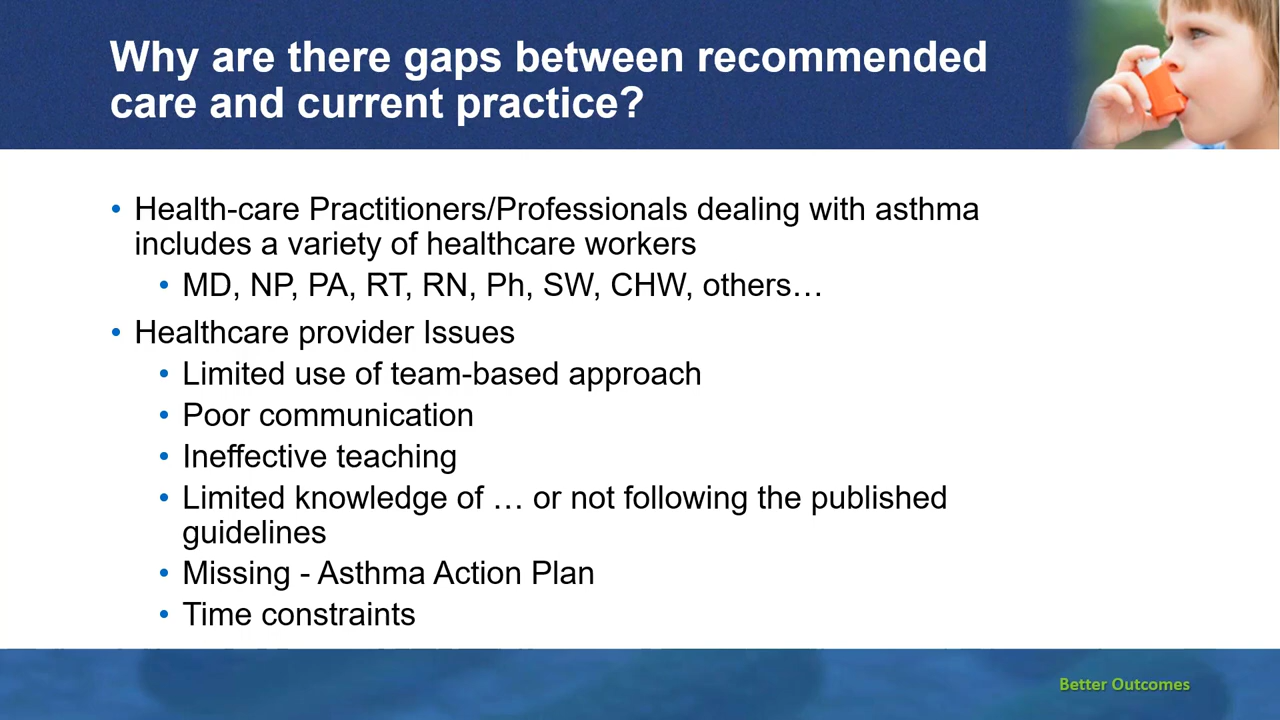 Why are there gaps between recommended
care and current practice?
• Health-care Practitioners/Professionals dealing with asthma
includes a variety of healthcare workers
• MD, NP, PA, RT, RN, Ph, SW, CHW, others…
• Healthcare provider Issues
• Limited use of team-based approach
• Poor communication
• Ineffective teaching
• Limited knowledge of … or not following the published
guidelines
• Missing - Asthma Action Plan
• Time constraints
Better Outcomes